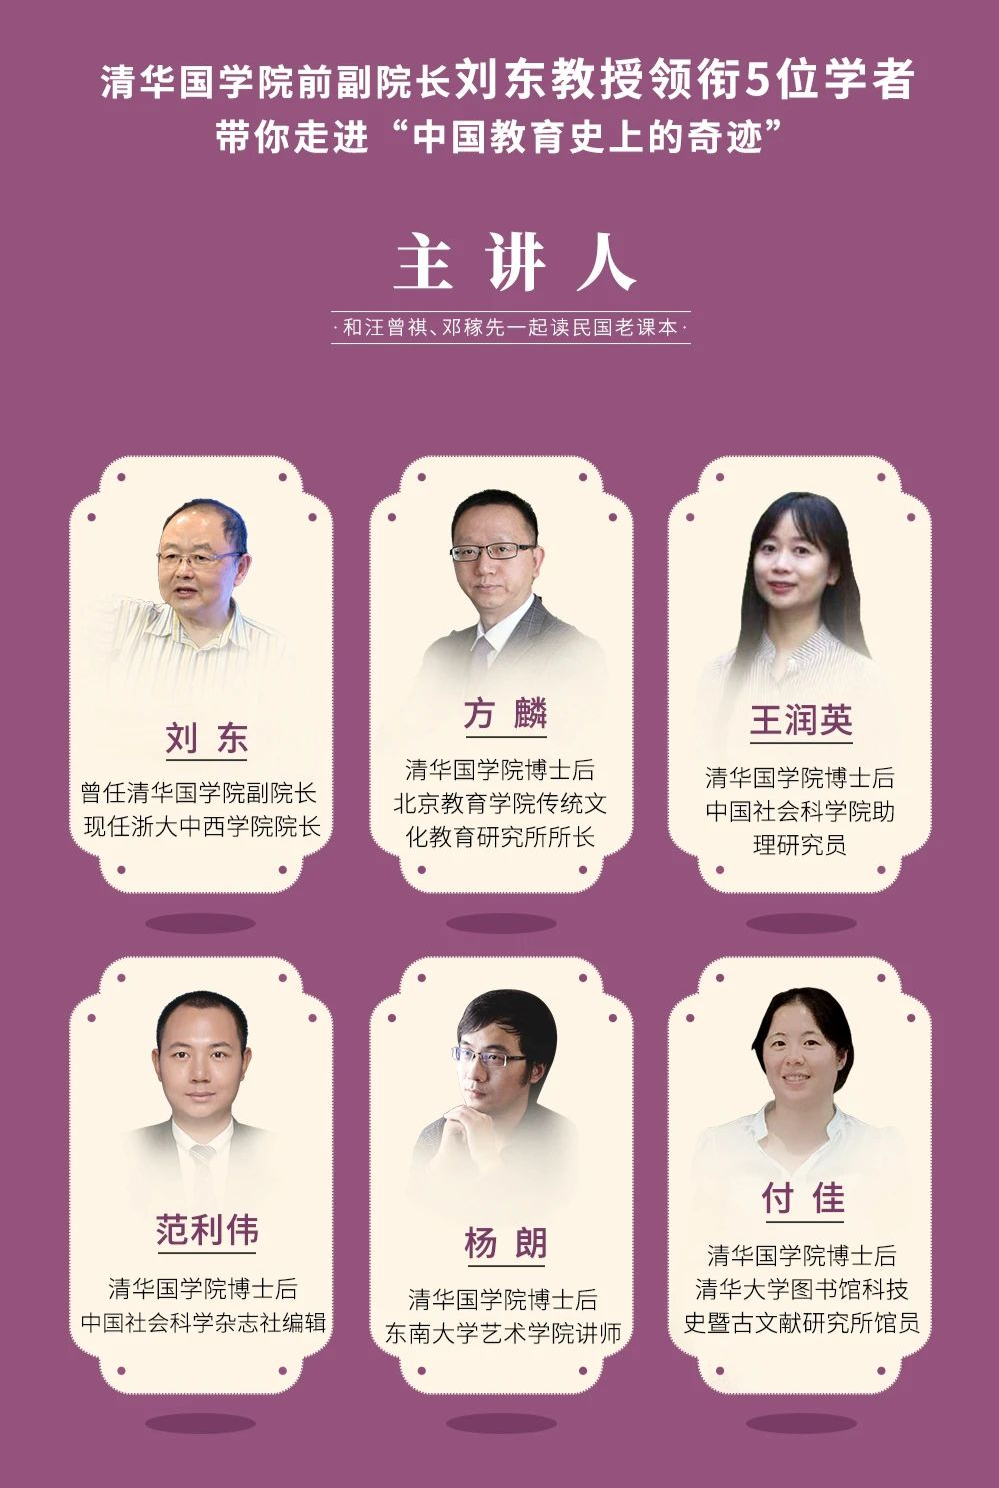 清华国学院前副院长刘东教授领衔5位学者
带你走进“中国教育史上的奇迹”
主讲人
·和汪曾祺、邓稼先一起读民国老课本·
刘东
曾任清华国学院副院长
现任浙大中西学院院长
方麟
清华国学院博士后
北京教育学院传统文
化教育研究所所长
王润英
清华国学院博士后
中国社会科学院助
理研究员
范利伟
清华国学院博士后
中国社会科学杂志社编辑
杨朗
清华国学院博士后
东南大学艺术学院讲师
付佳
清华国学院博士后
清华大学图书馆科技
史暨古文献研究所馆员